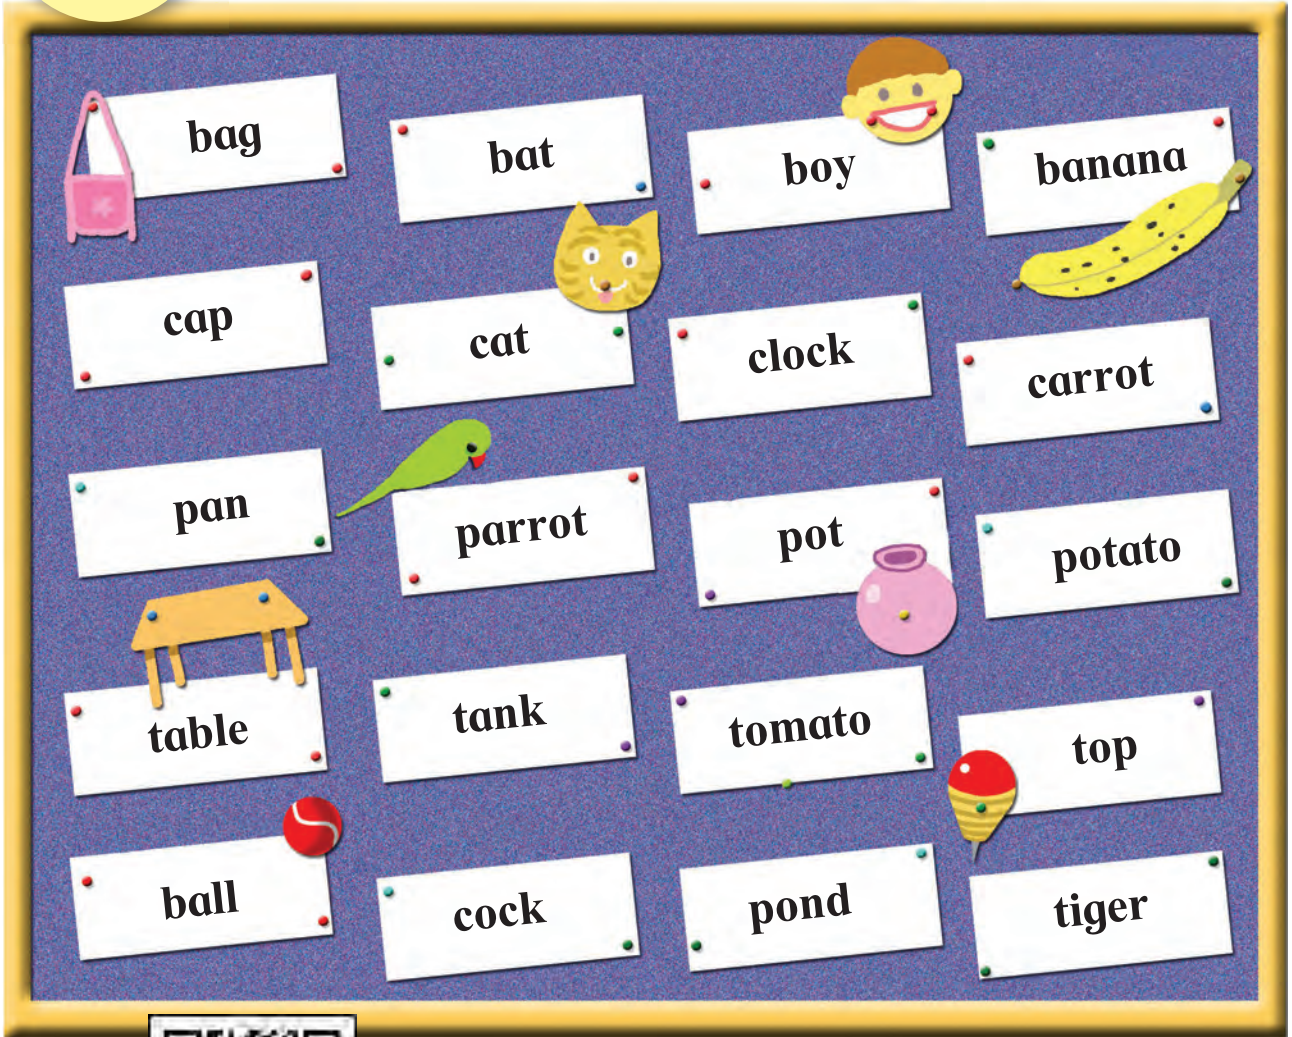 bag
bat
boy
banana
cap
cat
clock
carrot
pan
parrot
pot
potato
table
tank
tomato
top
ball
cock
pond
tiger